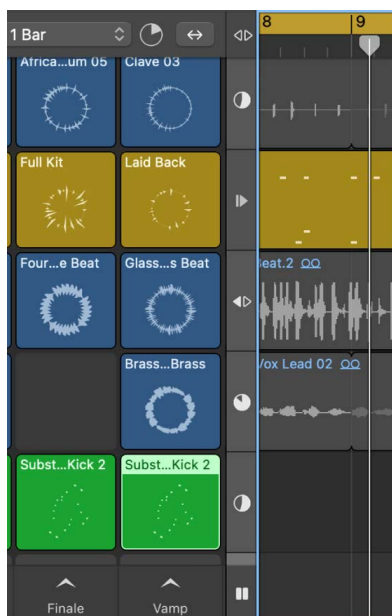 1 Bar
8
9
Africa...um 05
Clave 03
Full Kit
Laid Back
Four...e Beat
Glass...s Beat
Beat.2
Brass...Brass
Vox Lead 02
Subst...Kick 2
Subst...Kick 2
Finale
Vamp